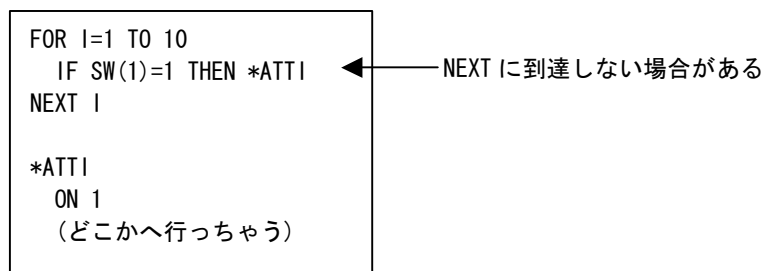 FOR I=1 TO 10
IF SW(1)=1 THEN *ATTI
NEXT に到達しない場合がある
NEXT I
*ATTI
ON 1
(どこかへ行っちゃう)